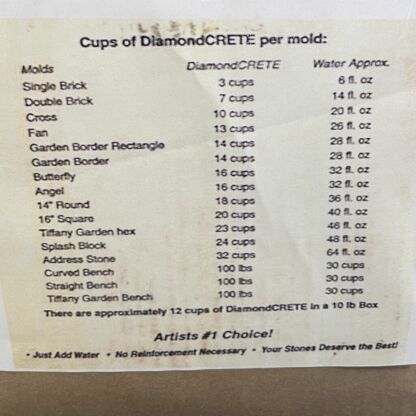 Cups of DiamondCRETE per mold:
Molds DiamondCRETE Water Approx.
Single Brick 3 cups 6 fl. oz
Double Brick 7 cups 14 fl. oz
Cross 10 cups 20 fl. oz
Fan 13 cups 26 fl. oz
Garden Border Rectangle 14 cups 28 fl. oz
Garden Border 14 cups 28 fl. oz
Butterfly 16 cups 32 fl. oz
Angel 16 cups 32 fl. oz
14" Round 18 cups 36 fl. oz
16" Square 20 cups 40 fl. oz
Tiffany Garden hex 23 cups 46 fl. oz
Splash Block 24 cups 48 fl. oz
Address Stone 32 cups 64 fl. oz
Curved Bench 100 lbs 30 cups
Straight Bench 100 lbs 30 cups
Tiffany Garden Bench 100 lbs 30 cups
There are approximately 12 cups of DiamondCRETE in a 10 lb Box
Artists #1 Choice!
• Just Add Water • No Reinforcement Necessary • Your Stones Deserve the Best!